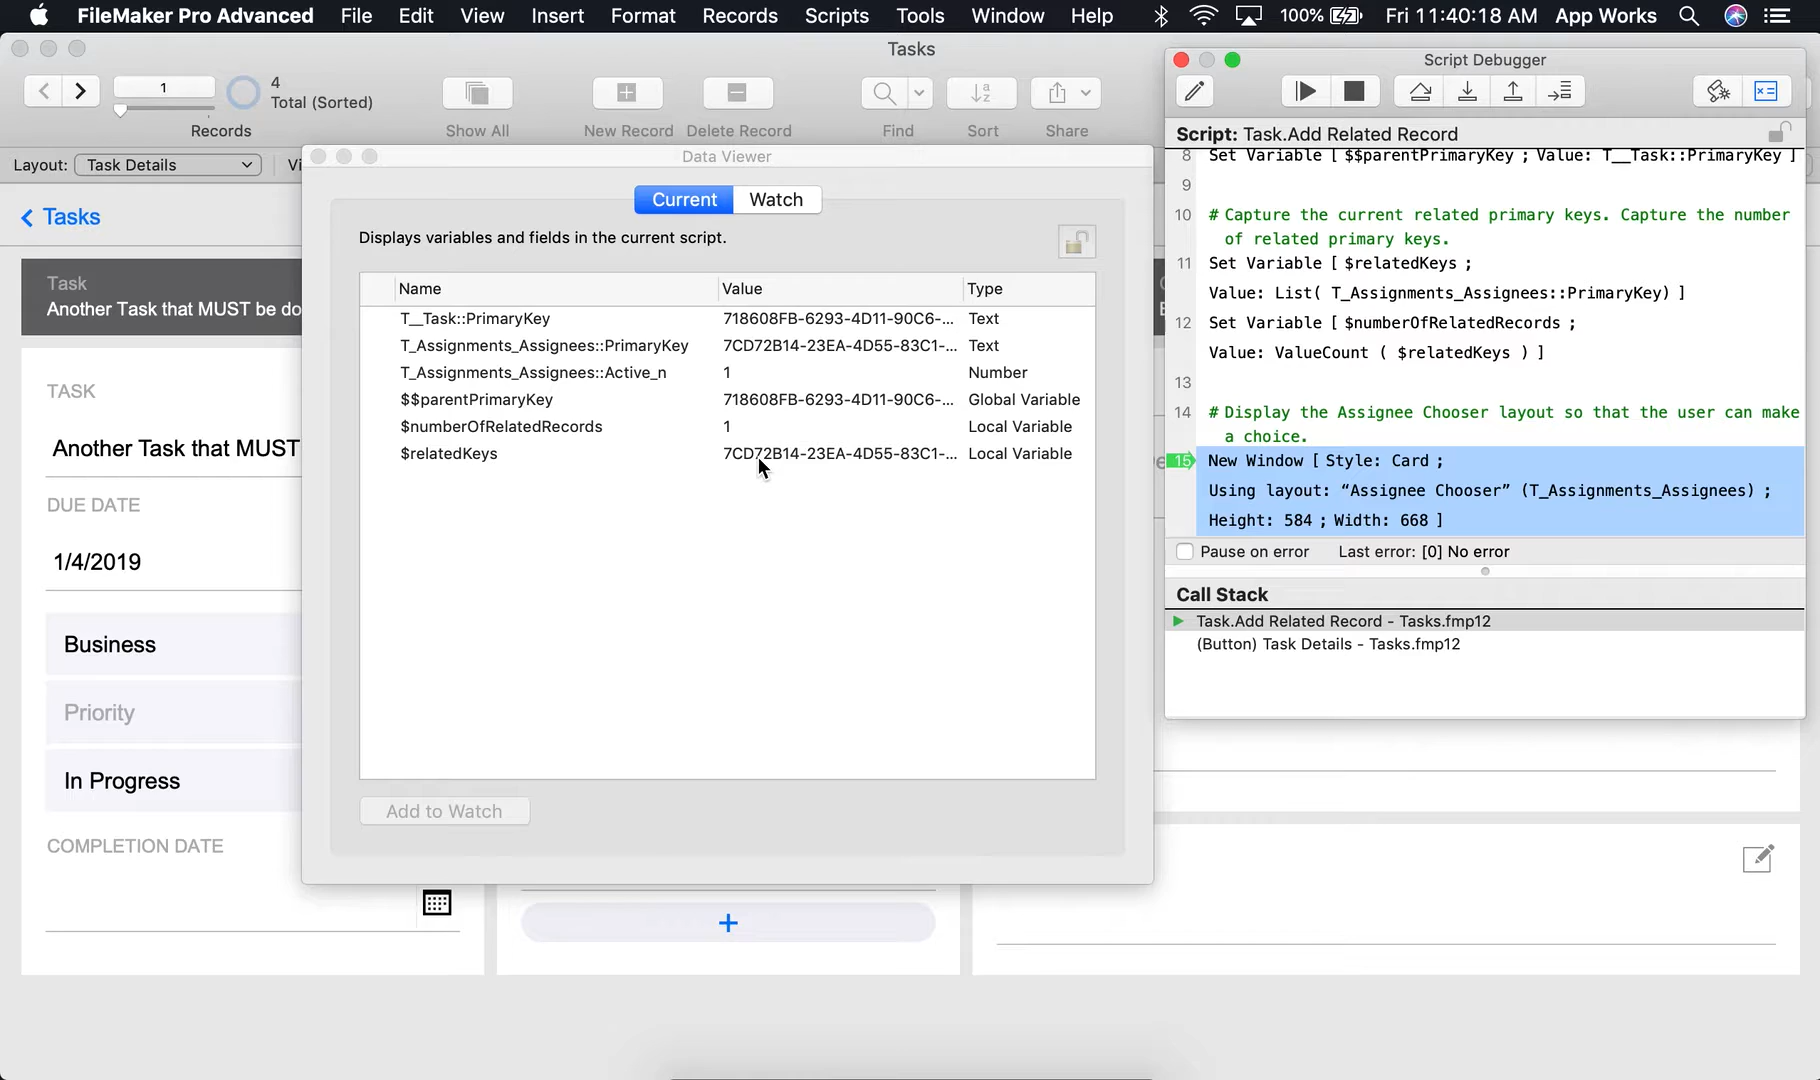 FileMaker Pro Advanced File Edit View Insert Format Records Scripts Tools Window Help 100% Fri 11:40:18 AM App Works
Tasks
1
4
Total (Sorted)
Records
Show All
New Record
Delete Record
Find
Sort
Share
Layout: Task Details
Vi
Tasks
Task
Another Task that MUST be do
TASK
Another Task that MUST
DUE DATE
1/4/2019
Business
Priority
In Progress
COMPLETION DATE
+
Data Viewer
Current Watch
Displays variables and fields in the current script.
Name Value Type
T__Task::PrimaryKey 718608FB-6293-4D11-90C6-... Text
T_Assignments_Assignees::PrimaryKey 7CD72B14-23EA-4D55-83C1-... Text
T_Assignments_Assignees::Active_n 1 Number
$$parentPrimaryKey 718608FB-6293-4D11-90C6-... Global Variable
$numberOfRelatedRecords 1 Local Variable
$relatedKeys 7CD72B14-23EA-4D55-83C1-... Local Variable
Add to Watch
Script Debugger
Script: Task.Add Related Record
8 Set Variable [ $$parentPrimaryKey ; Value: T__Task::PrimaryKey ]
9
10 # Capture the current related primary keys. Capture the number
of related primary keys.
11 Set Variable [ $relatedKeys ;
Value: List( T_Assignments_Assignees::PrimaryKey) ]
12 Set Variable [ $numberOfRelatedRecords ;
Value: ValueCount ( $relatedKeys ) ]
13
14 # Display the Assignee Chooser layout so that the user can make
a choice.
15 New Window [ Style: Card ;
Using layout: “Assignee Chooser” (T_Assignments_Assignees) ;
Height: 584 ; Width: 668 ]
Pause on error Last error: [0] No error
Call Stack
Task.Add Related Record - Tasks.fmp12
(Button) Task Details - Tasks.fmp12